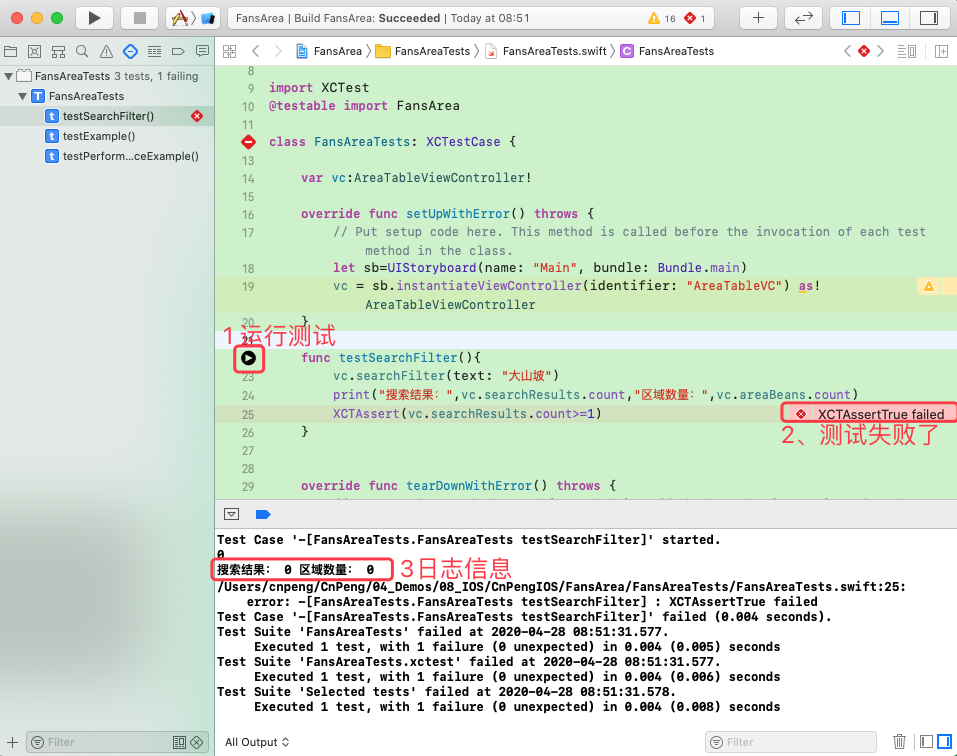 FansArea | Build FansArea: Succeeded | Today at 08:51
16
1
FansArea
FansAreaTests
FansAreaTests.swift
C FansAreaTests
FansAreaTests 3 tests, 1 failing
T FansAreaTests
t testSearchFilter()
t testExample()
t testPerform...ceExample()
8
9 import XCTest
10 @testable import FansArea
11
class FansAreaTests: XCTestCase {
13
14 var vc:AreaTableViewController!
15
16 override func setUpWithError() throws {
17 // Put setup code here. This method is called before the invocation of each test
method in the class.
18 let sb=UIStoryboard(name: "Main", bundle: Bundle.main)
19 vc = sb.instantiateViewController(identifier: "AreaTableVC") as!
AreaTableViewController
20 }
1 运行测试
21
func testSearchFilter(){
23 vc.searchFilter(text: "大山坡")
24 print("搜索结果: ",vc.searchResults.count,"区域数量: ",vc.areaBeans.count)
25 XCTAssert(vc.searchResults.count>=1)
XCTAssertTrue failed
26 }
2、测试失败了
27
28
29 override func tearDownWithError() throws {
Test Case '-[FansAreaTests.FansAreaTests testSearchFilter]' started.
0
搜索结果: 0 区域数量: 0
3日志信息
/Users/cnpeng/CnPeng/04_Demos/08_IOS/CnPengIOS/FansArea/FansAreaTests/FansAreaTests.swift:25:
error: -[FansAreaTests.FansAreaTests testSearchFilter] : XCTAssertTrue failed
Test Case '-[FansAreaTests.FansAreaTests testSearchFilter]' failed (0.004 seconds).
Test Suite 'FansAreaTests' failed at 2020-04-28 08:51:31.577.
Executed 1 test, with 1 failure (0 unexpected) in 0.004 (0.005) seconds
Test Suite 'FansAreaTests.xctest' failed at 2020-04-28 08:51:31.577.
Executed 1 test, with 1 failure (0 unexpected) in 0.004 (0.006) seconds
Test Suite 'Selected tests' failed at 2020-04-28 08:51:31.578.
Executed 1 test, with 1 failure (0 unexpected) in 0.004 (0.008) seconds
Filter
All Output
Filter